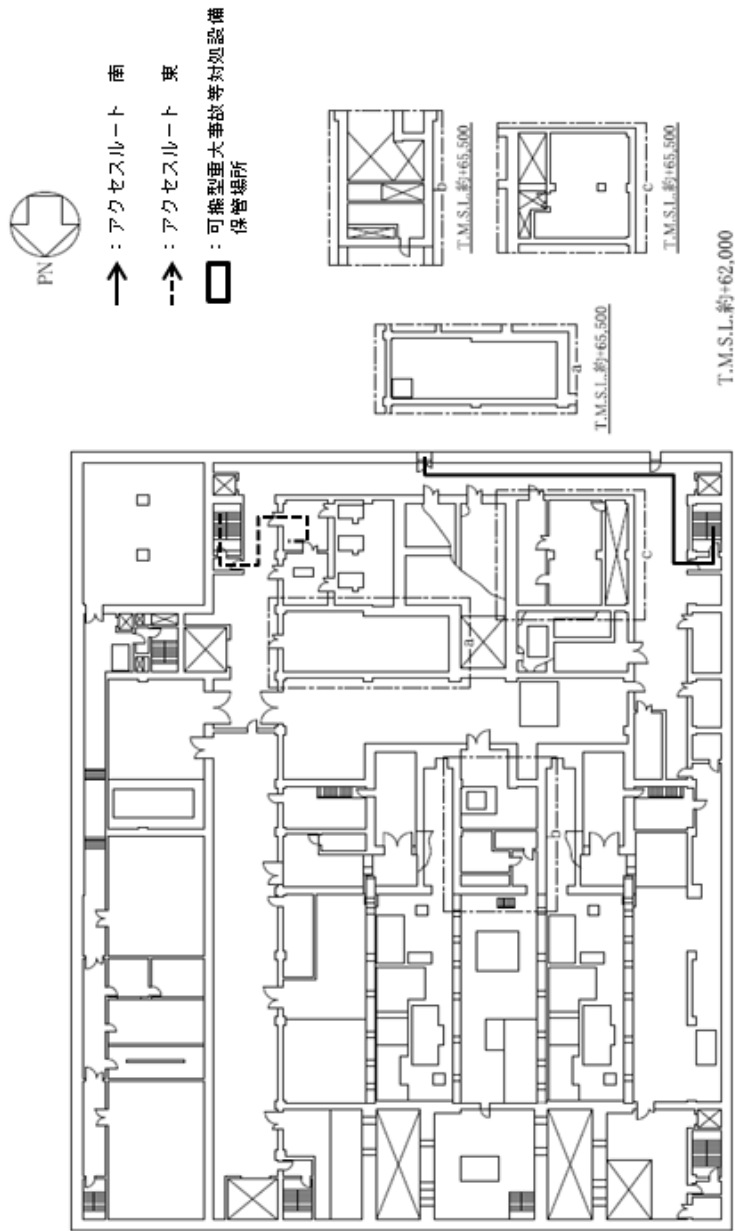 PN
：アクセスルート 南
：アクセスルート 東
：可搬型重大事故等対処設備
保管場所
b
T.M.S.L.約+65,500
c
T.M.S.L.約+65,500
a
T.M.S.L.約+65,500
T.M.S.L.約+62,000
a
b
c